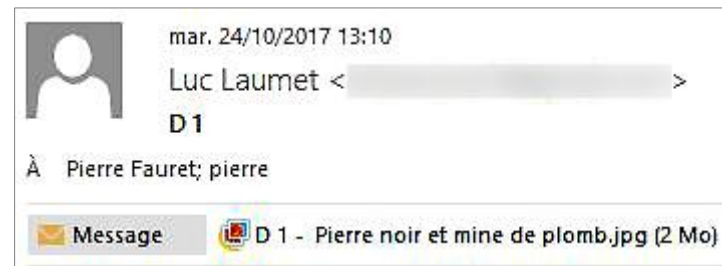 mar. 24/10/2017 13:10
Luc Laumet < >
D 1
À Pierre Fauret; pierre
Message D 1 - Pierre noir et mine de plomb.jpg (2 Mo)